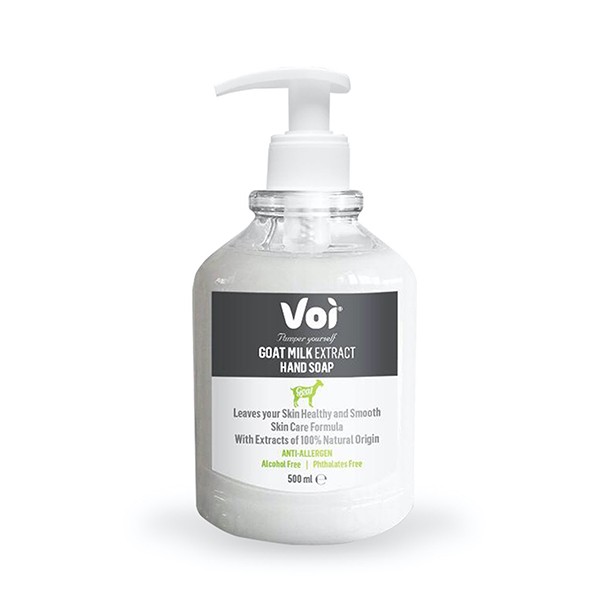 Voi®
Pamper yourself
GOAT MILK EXTRACT
HAND SOAP
Goat
Leaves your Skin Healthy and Smooth
Skin Care Formula
With Extracts of 100% Natural Origin
ANTI-ALLERGEN
Alcohol Free | Phthalates Free
500 ml ℮